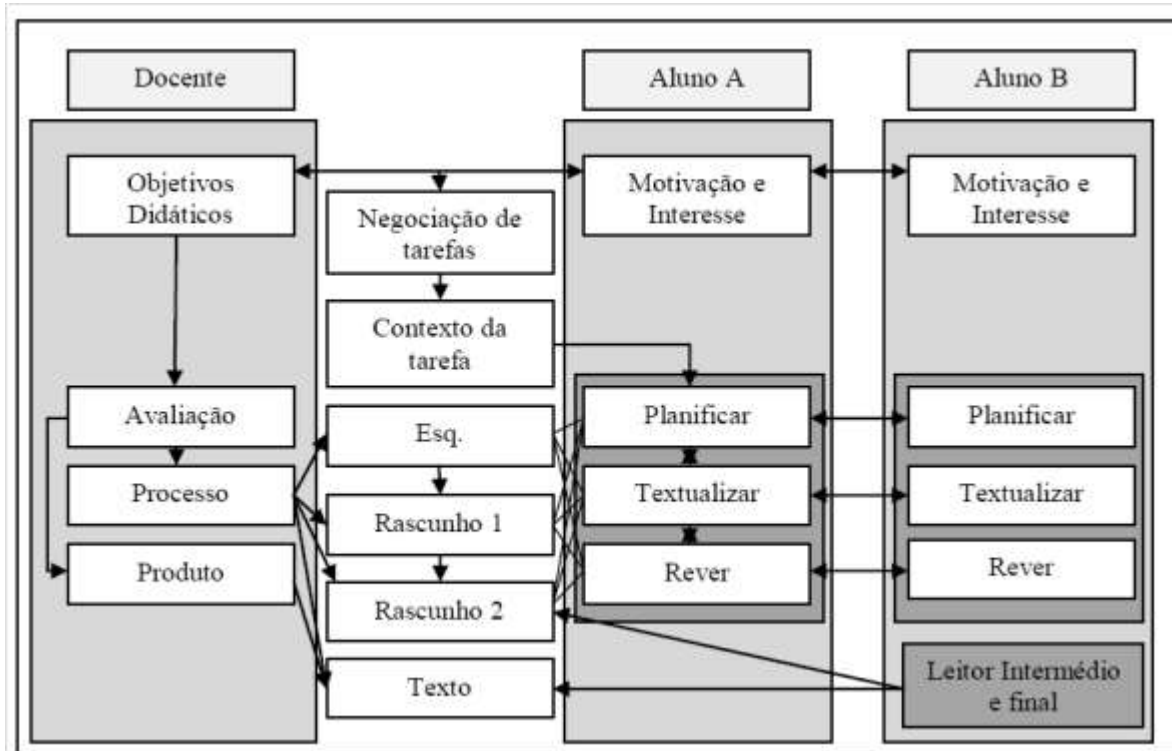 Docente
Aluno A
Aluno B
Objetivos
Didáticos
Motivação e
Interesse
Motivação e
Interesse
Negociação de
tarefas
Contexto da
tarefa
Avaliação
Esq.
Planificar
Planificar
Processo
Rascunho 1
Textualizar
Textualizar
Produto
Rascunho 2
Rever
Rever
Texto
Leitor Intermédio
e final